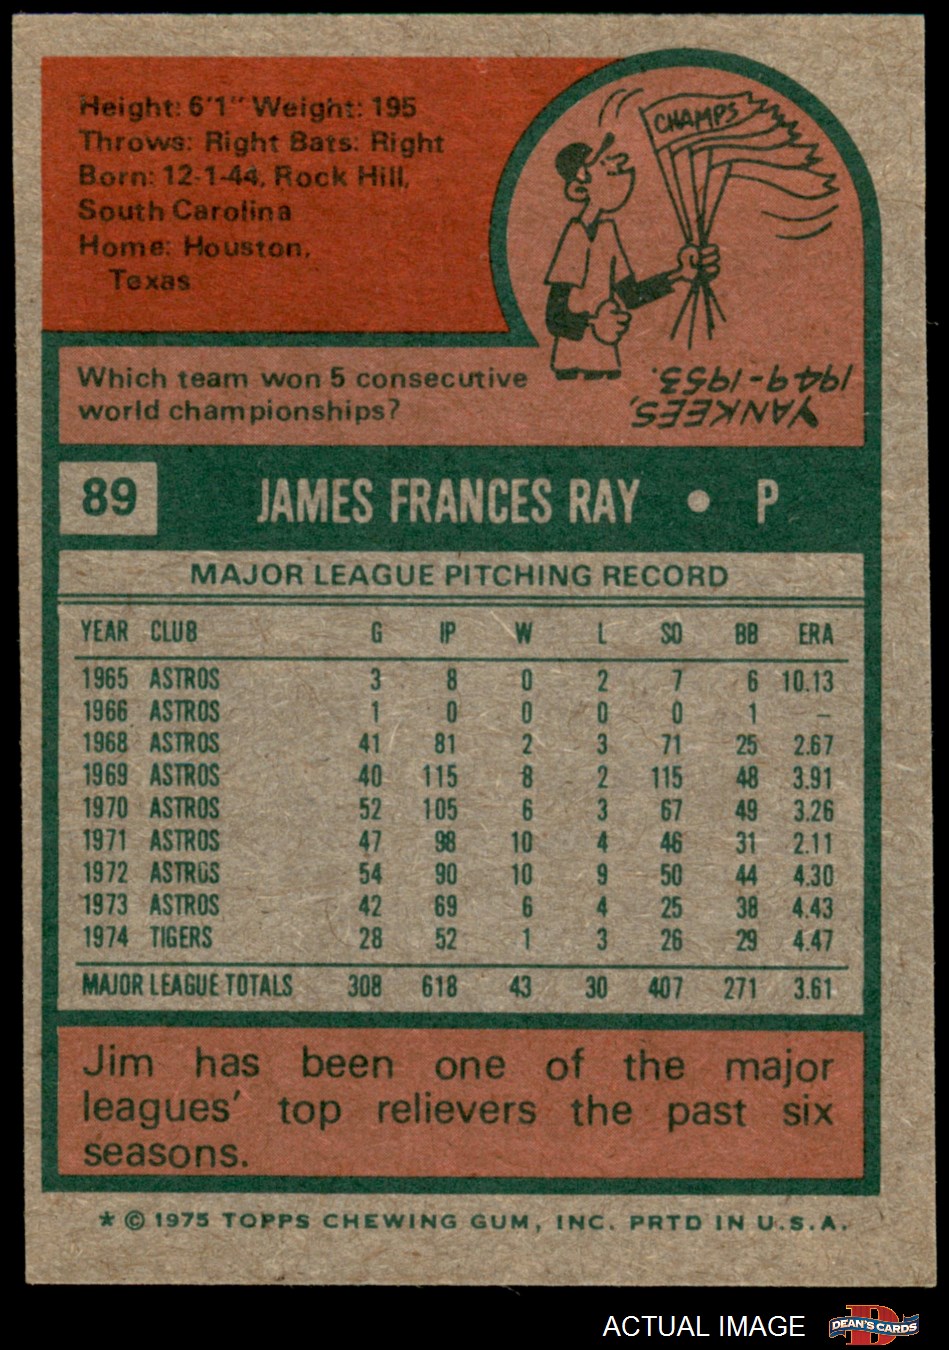 Height: 6'1" Weight: 195
Throws: Right Bats: Right
Born: 12-1-44, Rock Hill,
South Carolina
Home: Houston,
Texas
CHAMPS
Which team won 5 consecutive
world championships?
YANKEES,
1949-1953.
89 JAMES FRANCES RAY • P
MAJOR LEAGUE PITCHING RECORD
YEAR CLUB G IP W L SO BB ERA
1965 ASTROS 3 8 0 2 7 6 10.13
1966 ASTROS 1 0 0 0 0 1 —
1968 ASTROS 41 81 2 3 71 25 2.67
1969 ASTROS 40 115 8 2 115 48 3.91
1970 ASTROS 52 105 6 3 67 49 3.26
1971 ASTROS 47 98 10 4 46 31 2.11
1972 ASTROS 54 90 10 9 50 44 4.30
1973 ASTROS 42 69 6 4 25 38 4.43
1974 TIGERS 28 52 1 3 26 29 4.47
MAJOR LEAGUE TOTALS 308 618 43 30 407 271 3.61
Jim has been one of the major
leagues' top relievers the past six
seasons.
* © 1975 TOPPS CHEWING GUM, INC. PRTD IN U.S.A.
ACTUAL IMAGE D DEAN'S CARDS